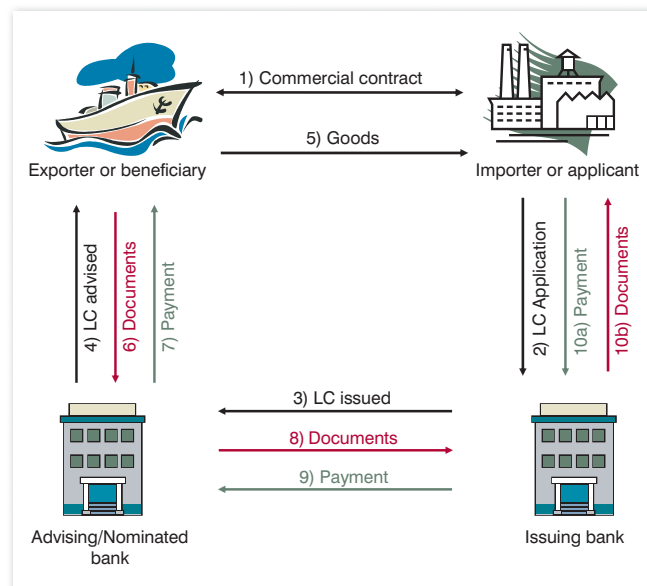 1) Commercial contract
5) Goods
Exporter or beneficiary
Importer or applicant
4) LC advised
6) Documents
7) Payment
2) LC Application
10a) Payment
10b) Documents
3) LC issued
8) Documents
9) Payment
Advising/Nominated
bank
Issuing bank